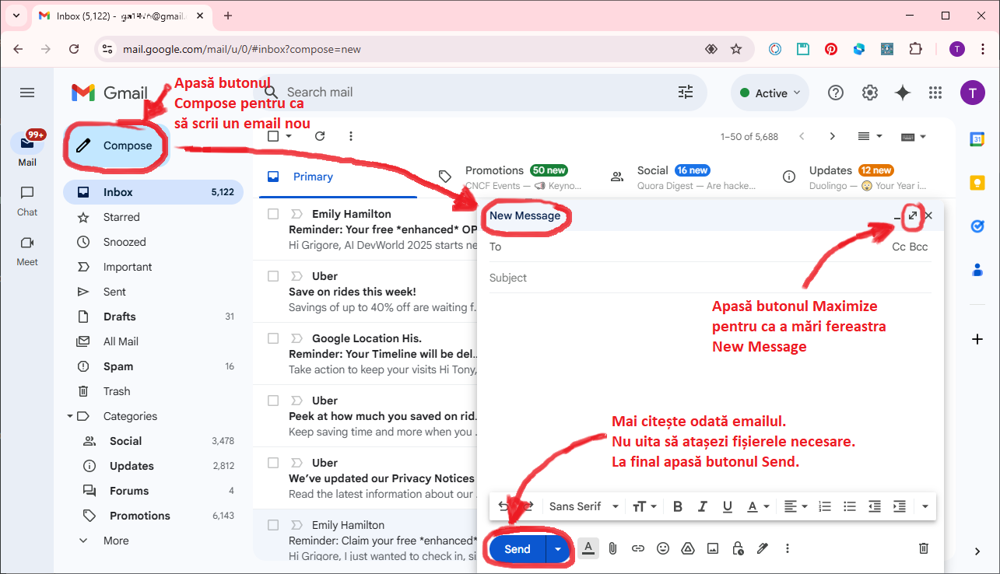 Inbox (5,122) - @gmail.
mail.google.com/mail/u/0/#inbox?compose=new
T
Gmail
Search mail
Active
T
Apasă butonul
Compose pentru ca
să scrii un email nou
99+
Mail
Chat
Meet
Compose
Inbox 5,122
Starred
Snoozed
Important
Sent
Drafts 31
All Mail
Spam 16
Trash
Categories
Social 3,478
Updates 2,812
Forums 4
Promotions 6,143
More
1–50 of 5,688
31
Primary
Promotions 50 new
CNCF Events — 📢 Keyno...
Social 16 new
Quora Digest — Are hacke...
Updates 12 new
Duolingo — 😲 Your Year i...
Emily Hamilton
Reminder: Your free *enhanced* OP
Hi Grigore, AI DevWorld 2025 starts ne
Uber
Save on rides this week!
Savings of up to 40% off are waiting f...
Google Location His.
Reminder: Your Timeline will be del...
Take action to keep your visits Hi Tony,
Uber
Peek at how much you saved on rid...
Keep saving time and more when you ...
Uber
We've updated our Privacy Notices
Read the latest information about our ...
Emily Hamilton
Reminder: Claim your free *enhanced*
Hi Grigore, I just wanted to check in, si
New Message
To
Cc Bcc
Subject
Apasă butonul Maximize
pentru ca a mări fereastra
New Message
Mai citește odată emailul.
Nu uita să atașezi fișierele necesare.
La final apasă butonul Send.
Sans Serif
B I U A
Send
A